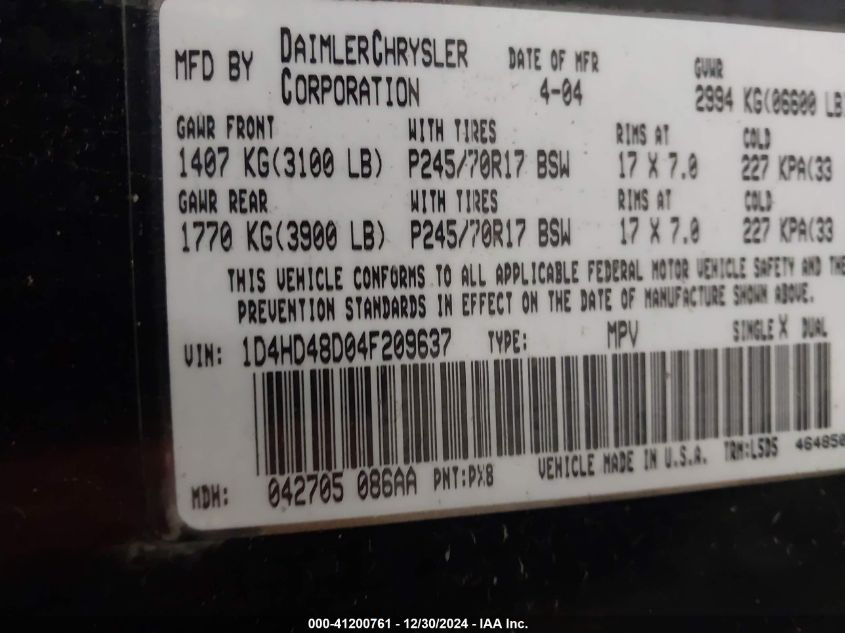 MFD BY DAIMLERCHRYSLER CORPORATION DATE OF MFR 4-04 GVWR 2994 KG(06600 LB)
GAWR FRONT WITH TIRES RIMS AT COLD
1407 KG(3100 LB) P245/70R17 BSW 17 X 7.0 227 KPA(33
GAWR REAR WITH TIRES RIMS AT COLD
1770 KG(3900 LB) P245/70R17 BSW 17 X 7.0 227 KPA(33
THIS VEHICLE CONFORMS TO ALL APPLICABLE FEDERAL MOTOR VEHICLE SAFETY AND THE
PREVENTION STANDARDS IN EFFECT ON THE DATE OF MANUFACTURE SHOWN ABOVE.
VIN: 1D4HD48D04F209637 TYPE: MPV SINGLE X DUAL
MDH: 042705 086AA PNT:PX8 VEHICLE MADE IN U.S.A. TRM:L5D5 464850
000-41200761 - 12/30/2024 - IAA Inc.